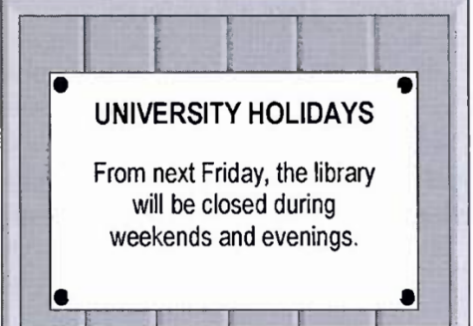 UNIVERSITY HOLIDAYS
From next Friday, the library
will be closed during
weekends and evenings.